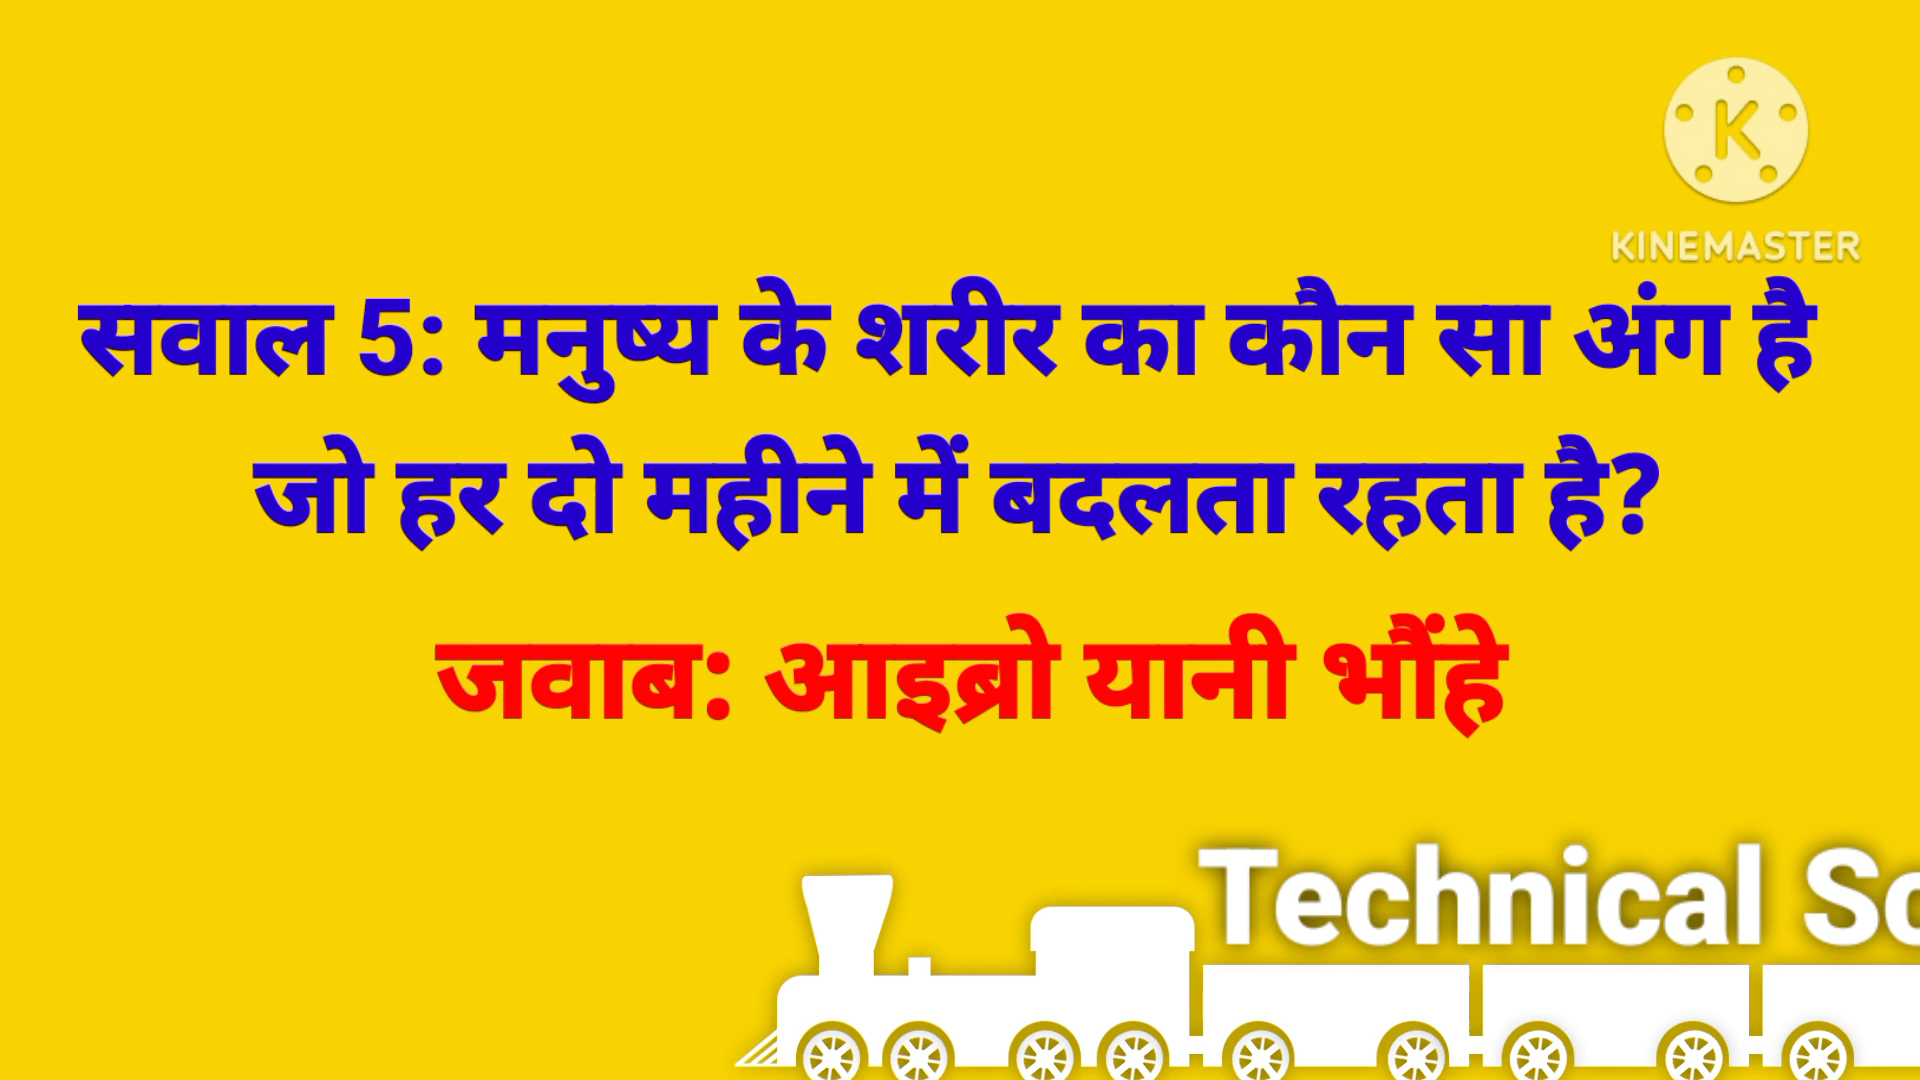 KINEMASTER
सवाल 5: मनुष्य के शरीर का कौन सा अंग है
जो हर दो महीने में बदलता रहता है?
जवाब: आइब्रो यानी भौंहे
Technical